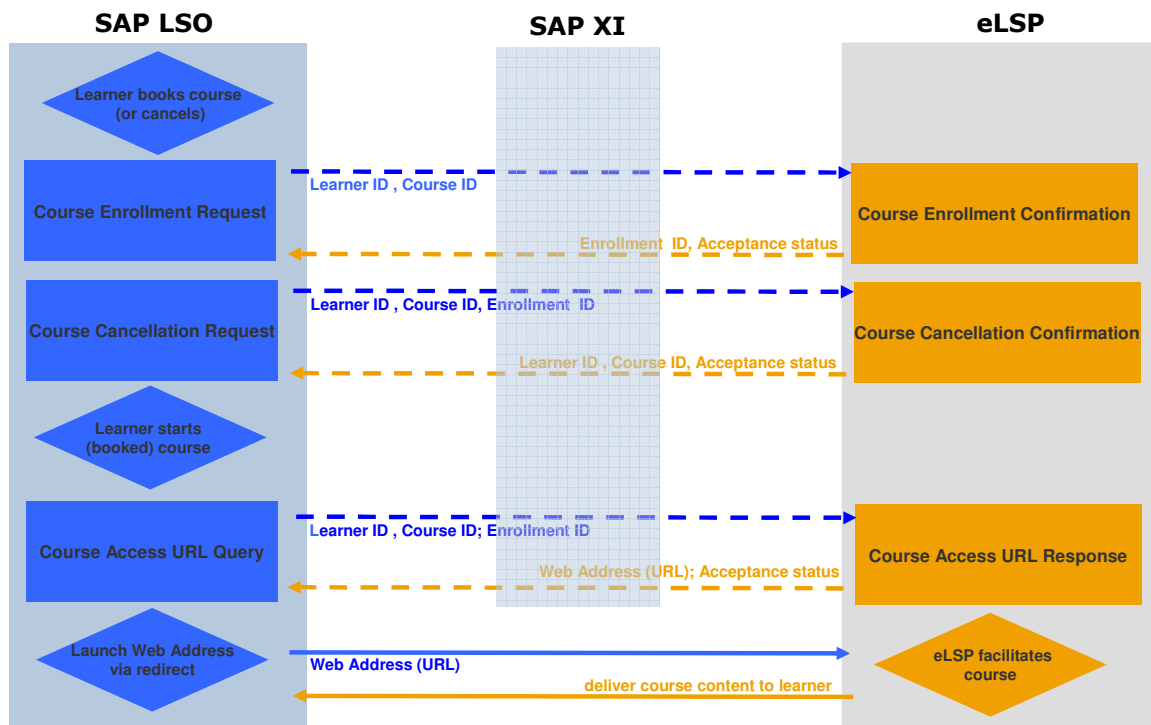 SAP LSO
SAP XI
eLSP
Learner books course
(or cancels)
Learner ID , Course ID
Course Enrollment Request
Course Enrollment Confirmation
Enrollment  ID, Acceptance status
Learner ID , Course ID, Enrollment  ID
Course Cancellation Request
Course Cancellation Confirmation
Learner ID , Course ID, Acceptance status
Learner starts
(booked) course
Learner ID , Course ID; Enrollment ID
Course Access URL Query
Course Access URL Response
Web Address (URL); Acceptance status
Launch Web Address
via redirect
Web Address (URL)
eLSP facilitates
course
deliver course content to learner